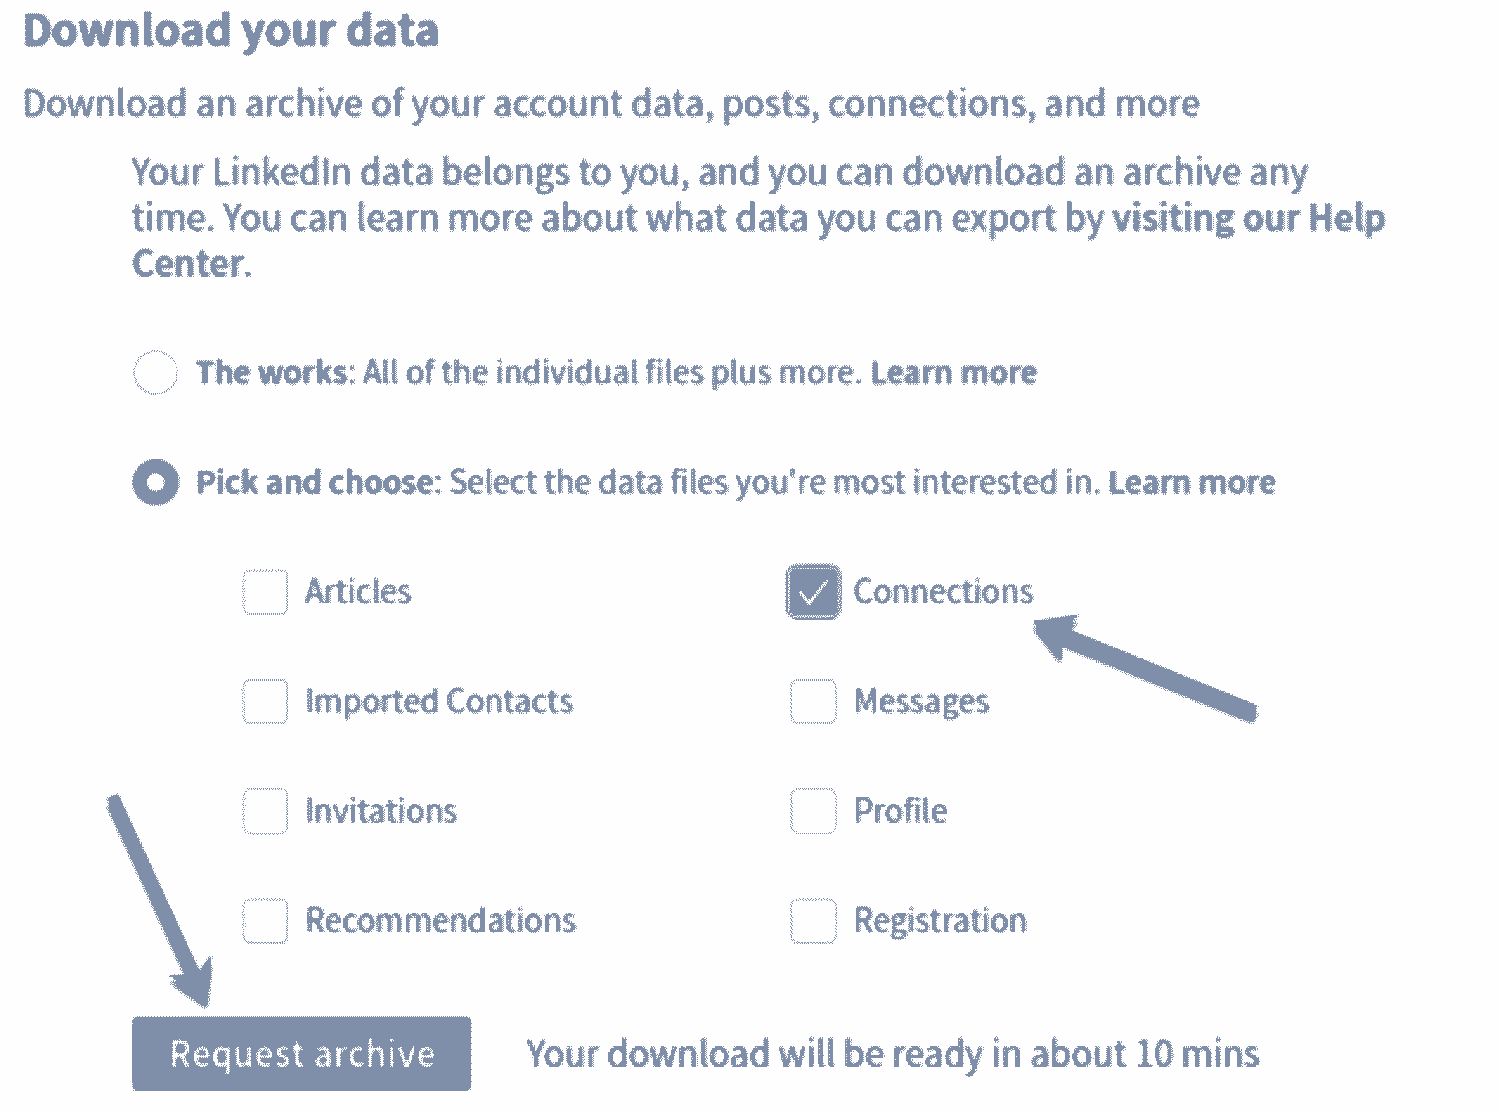 Download your data
Download an archive of your account data, posts, connections, and more
Your LinkedIn data belongs to you, and you can download an archive any
time. You can learn more about what data you can export by visiting our Help
Center.
The works: All of the individual files plus more. Learn more
Pick and choose: Select the data files you're most interested in. Learn more
Articles
Connections
Imported Contacts
Messages
Invitations
Profile
Recommendations
Registration
Request archive
Your download will be ready in about 10 mins